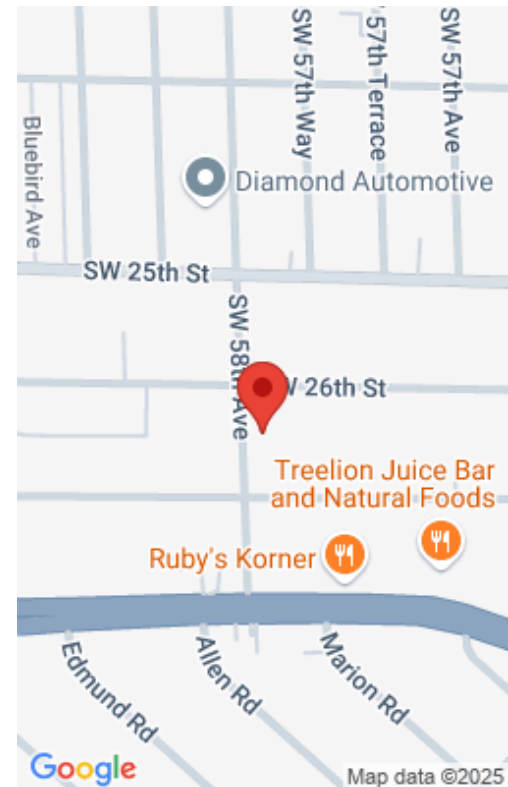 SW 57th Way
57th Terrace
SW 57th Ave
Bluebird Ave
Diamond Automotive
SW 25th St
SW 58th Ave
26th St
Treelion Juice Bar
and Natural Foods
Ruby's Korner
Edmund Rd
Allen Rd
Marion Rd
Google
Map data ©2025